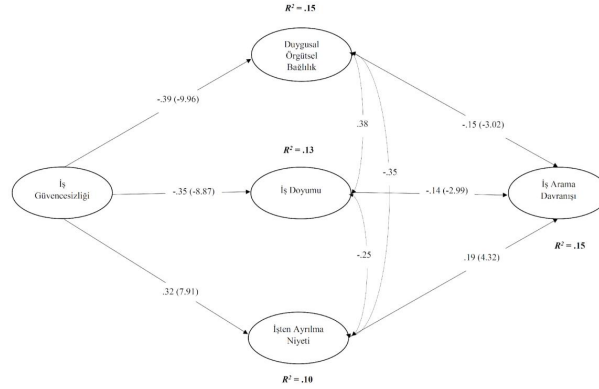 R² = .15
Duygusal
Örgütsel
Bağlılık
-.39 (-9.96)
.38
-.15 (-3.02)
R² = .13
-.35
İş
Güvencesizliği
-.35 (-8.87)
İş Doyumu
-.14 (-2.99)
İş Arama
Davranışı
R² = .15
-.25
.32 (7.91)
.19 (4.32)
İşten Ayrılma
Niyeti
R² = .10